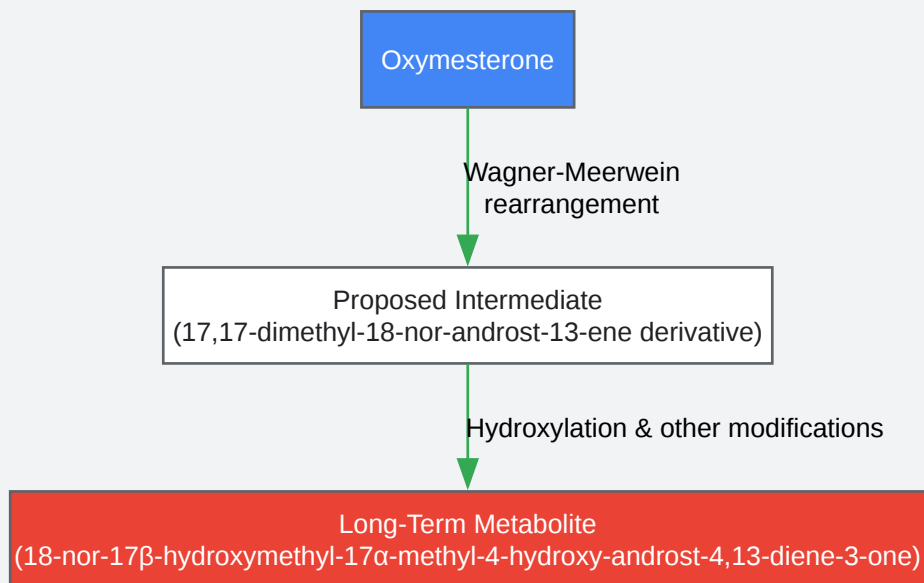 Oxymesterone
Wagner-Meerwein
rearrangement
Proposed Intermediate
(17,17-dimethyl-18-nor-androst-13-ene derivative)
Hydroxylation & other modifications
Long-Term Metabolite
(18-nor-17β-hydroxymethyl-17α-methyl-4-hydroxy-androst-4,13-diene-3-one)